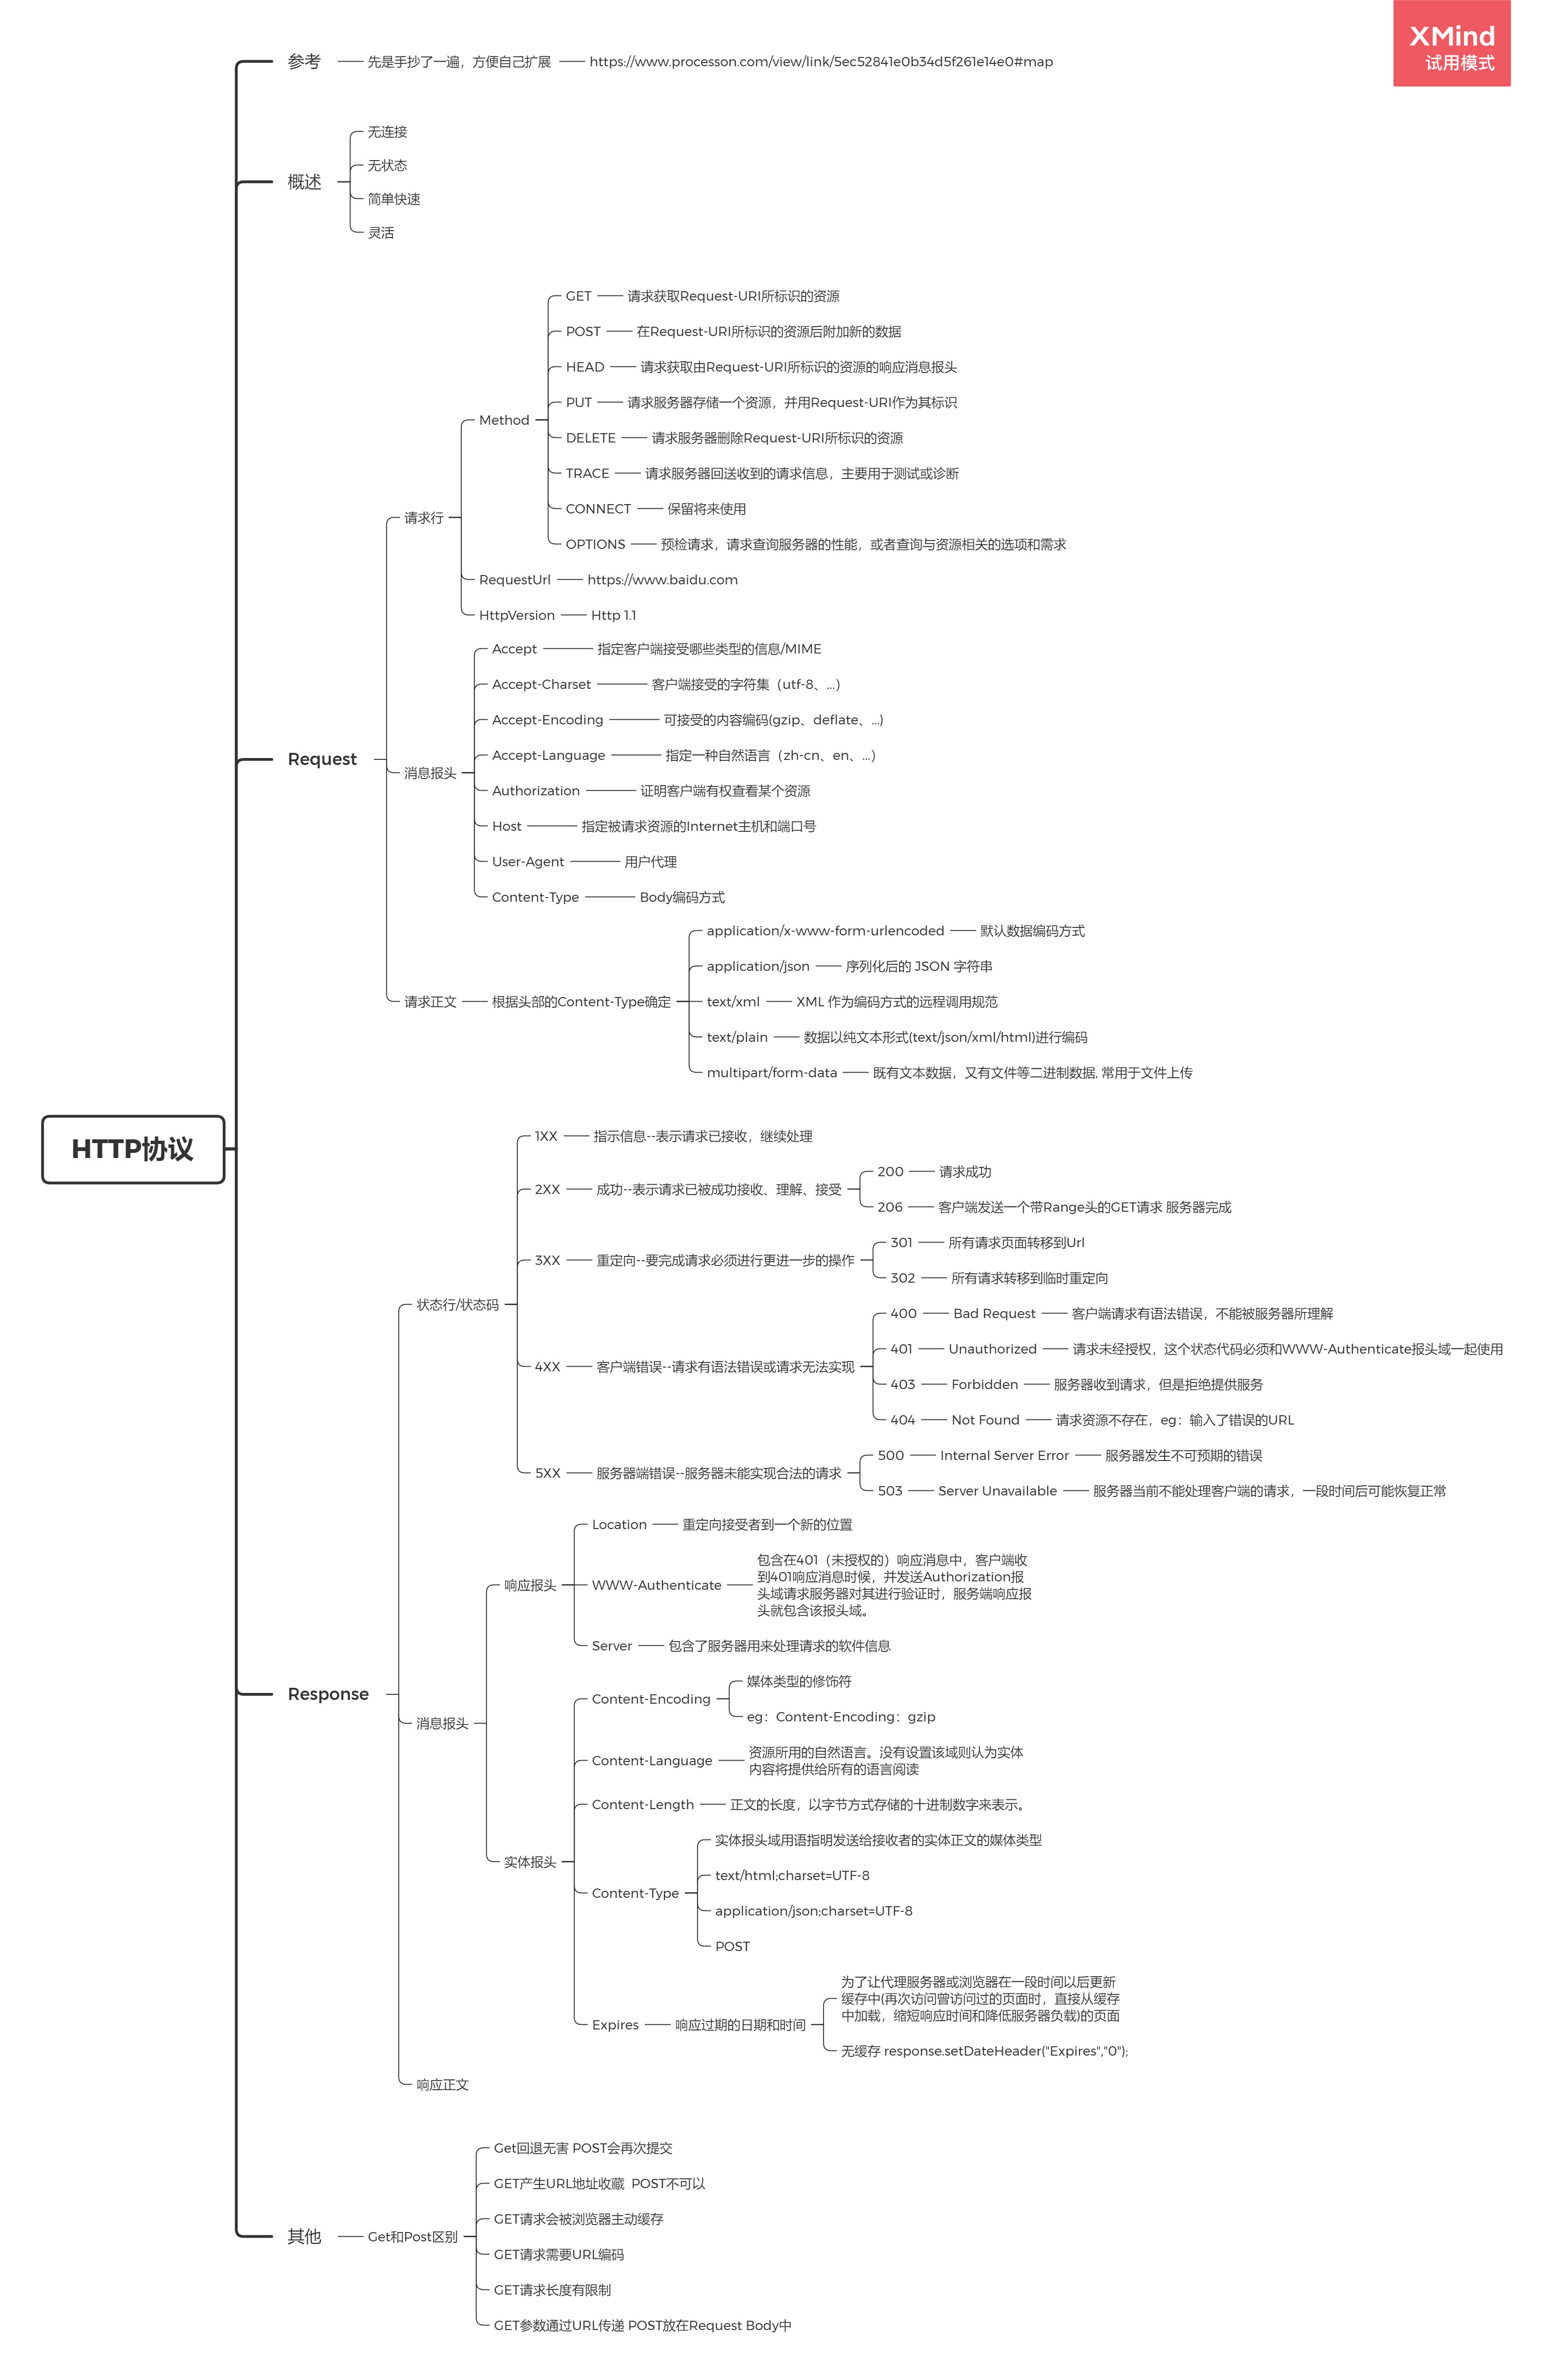 XMind
试用模式
HTTP协议
参考
先是手抄了一遍，方便自己扩展
https://www.processon.com/view/link/5ec52841e0b34d5f261e14e0#map
概述
无连接
无状态
简单快速
灵活
Request
请求行
Method
GET
请求获取Request-URI所标识的资源
POST
在Request-URI所标识的资源后附加新的数据
HEAD
请求获取由Request-URI所标识的资源的响应消息报头
PUT
请求服务器存储一个资源，并用Request-URI作为其标识
DELETE
请求服务器删除Request-URI所标识的资源
TRACE
请求服务器回送收到的请求信息，主要用于测试或诊断
CONNECT
保留将来使用
OPTIONS
预检请求，请求查询服务器的性能，或者查询与资源相关的选项和需求
RequestUrl
https://www.baidu.com
HttpVersion
Http 1.1
消息报头
Accept
指定客户端接受哪些类型的信息/MIME
Accept-Charset
客户端接受的字符集（utf-8、...）
Accept-Encoding
可接受的内容编码(gzip、deflate、...)
Accept-Language
指定一种自然语言（zh-cn、en、...）
Authorization
证明客户端有权查看某个资源
Host
指定被请求资源的Internet主机和端口号
User-Agent
用户代理
Content-Type
Body编码方式
请求正文
根据头部的Content-Type确定
application/x-www-form-urlencoded
默认数据编码方式
application/json
序列化后的 JSON 字符串
text/xml
XML 作为编码方式的远程调用规范
text/plain
数据以纯文本形式(text/json/xml/html)进行编码
multipart/form-data
既有文本数据，又有文件等二进制数据, 常用于文件上传
Response
状态行/状态码
1XX
指示信息--表示请求已接收，继续处理
2XX
成功--表示请求已被成功接收、理解、接受
200
请求成功
206
客户端发送一个带Range头的GET请求 服务器完成
3XX
重定向--要完成请求必须进行更进一步的操作
301
所有请求页面转移到Url
302
所有请求转移到临时重定向
4XX
客户端错误--请求有语法错误或请求无法实现
400
Bad Request
客户端请求有语法错误，不能被服务器所理解
401
Unauthorized
请求未经授权，这个状态代码必须和WWW-Authenticate报头域一起使用
403
Forbidden
服务器收到请求，但是拒绝提供服务
404
Not Found
请求资源不存在，eg：输入了错误的URL
5XX
服务器端错误--服务器未能实现合法的请求
500
Internal Server Error
服务器发生不可预期的错误
503
Server Unavailable
服务器当前不能处理客户端的请求，一段时间后可能恢复正常
消息报头
响应报头
Location
重定向接受者到一个新的位置
WWW-Authenticate
包含在401（未授权的）响应消息中，客户端收
到401响应消息时候，并发送Authorization报
头域请求服务器对其进行验证时，服务端响应报
头就包含该报头域。
Server
包含了服务器用来处理请求的软件信息
实体报头
Content-Encoding
媒体类型的修饰符
eg：Content-Encoding：gzip
Content-Language
资源所用的自然语言。没有设置该域则认为实体
内容将提供给所有的语言阅读
Content-Length
正文的长度，以字节方式存储的十进制数字来表示。
Content-Type
实体报头域用语指明发送给接收者的实体正文的媒体类型
text/html;charset=UTF-8
application/json;charset=UTF-8
POST
Expires
响应过期的日期和时间
为了让代理服务器或浏览器在一段时间以后更新
缓存中(再次访问曾访问过的页面时，直接从缓存
中加载，缩短响应时间和降低服务器负载)的页面
无缓存 response.setDateHeader("Expires","0");
响应正文
其他
Get和Post区别
Get回退无害 POST会再次提交
GET产生URL地址收藏  POST不可以
GET请求会被浏览器主动缓存
GET请求需要URL编码
GET请求长度有限制
GET参数通过URL传递 POST放在Request Body中